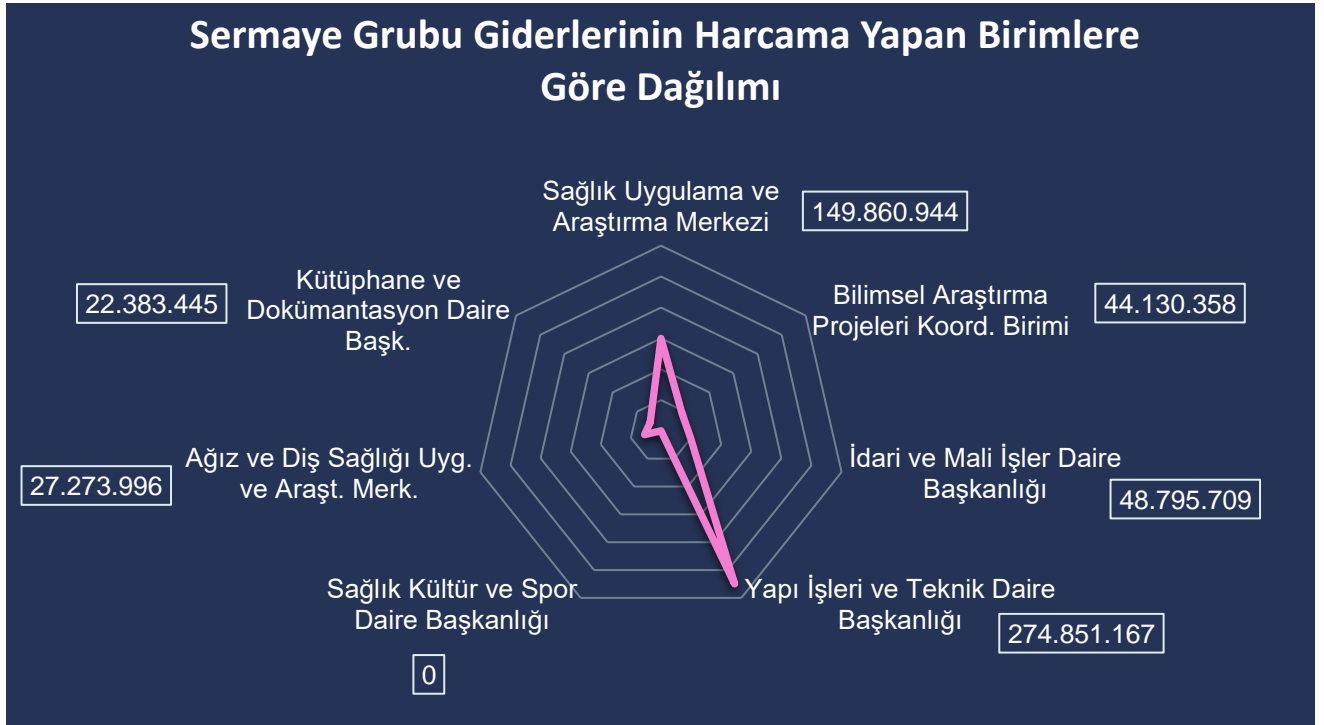 Sermaye Grubu Giderlerinin Harcama Yapan Birimlere
Göre Dağılımı
Sağlık Uygulama ve
Araştırma Merkezi
149.860.944
Bilimsel Araştırma
Projeleri Koord. Birimi
44.130.358
İdari ve Mali İşler Daire
Başkanlığı
48.795.709
Yapı İşleri ve Teknik Daire
Başkanlığı
274.851.167
Sağlık Kültür ve Spor
Daire Başkanlığı
0
Ağız ve Diş Sağlığı Uyg.
ve Araşt. Merk.
27.273.996
Kütüphane ve
Dokümantasyon Daire
Başk.
22.383.445